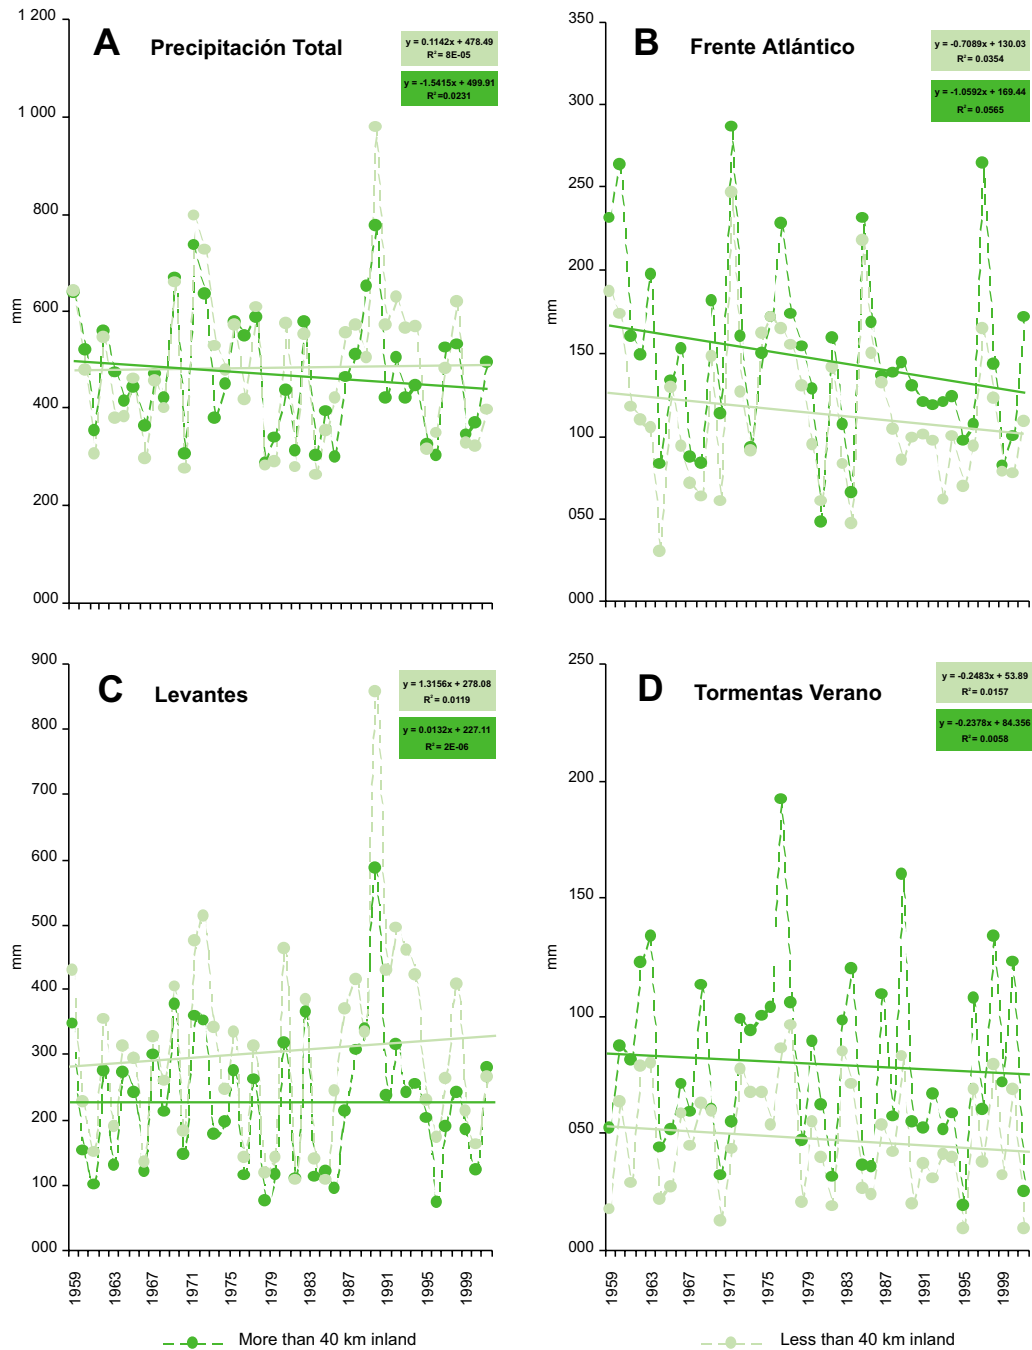 A Precipitación Total
y = 0.1142x + 478.49
R² = 8E-05
y = -1.5415x + 499.91
R² =0.0231
1 200
1 000
800
600
400
200
000
mm
B Frente Atlántico
y = -0.7089x + 130.03
R² = 0.0354
y = -1.0592x + 169.44
R² = 0.0565
350
300
250
200
150
100
050
000
mm
C Levantes
y = 1.3156x + 278.08
R² = 0.0119
y = 0.0132x + 227.11
R² = 2E-06
900
800
700
600
500
400
300
200
100
000
mm
1959 1963 1967 1971 1975 1979 1983 1987 1991 1995 1999
D Tormentas Verano
y = -0.2483x + 53.89
R² = 0.0157
y = -0.2378x + 84.356
R² = 0.0058
250
200
150
100
050
000
mm
1959 1963 1967 1971 1975 1979 1983 1987 1991 1995 1999
More than 40 km inland
Less than 40 km inland